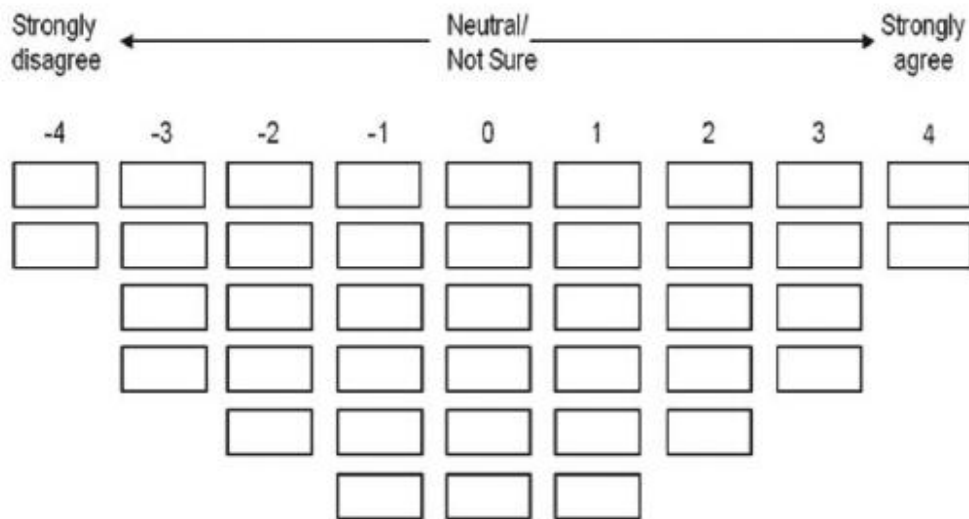 Strongly
disagree
Neutral/
Not Sure
Strongly
agree
-4 -3 -2 -1 0 1 2 3 4